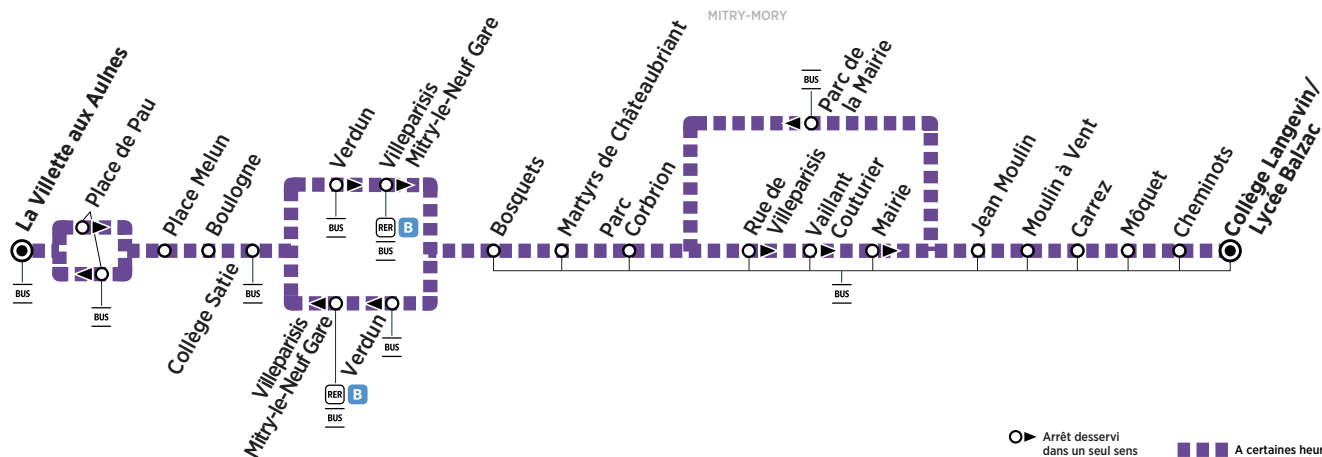 MITRY-MORY
La Villette aux Aulnes
BUS
Place de Pau
BUS
Place Melun
Boulogne
Collège Satie
BUS
Verdun
BUS
Villeparisis
Mitry-le-Neuf Gare
RER B
BUS
Villeparisis
Mitry-le-Neuf Gare
RER B
BUS
Verdun
BUS
Bosquets
Martyrs de Châteaubriant
Parc
Corbrion
BUS
Parc de
la Mairie
Rue de
Villeparisis
Vaillant
Couturier
Mairie
BUS
Jean Moulin
Moulin à Vent
Carrez
Môquet
Cheminots
Collège Langevin/
Lycée Balzac
Arrêt desservi
dans un seul sens
A certaines heur